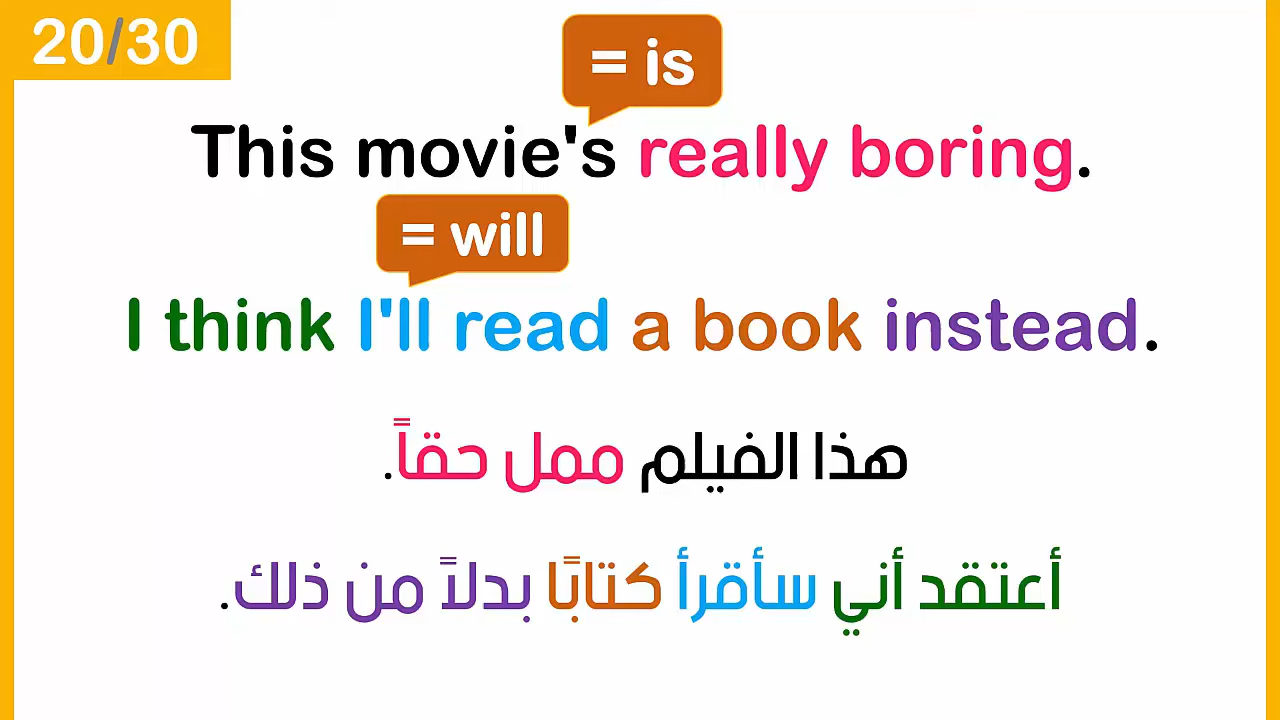 20/30
= is
This movie's really boring.
= will
I think I'll read a book instead.
هذا الفيلم ممل حقاً.
أعتقد أني سأقرأ كتابًا بدلاً من ذلك.